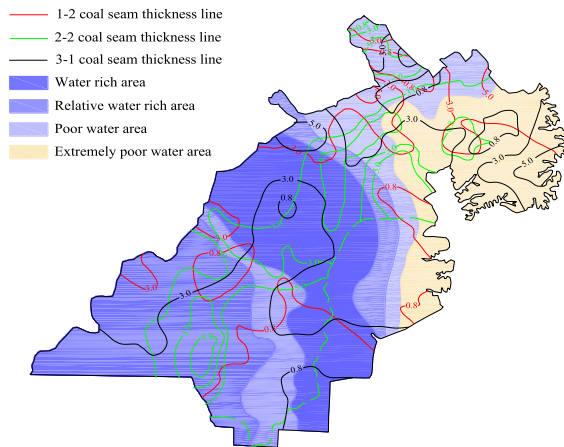 1-2 coal seam thickness line
2-2 coal seam thickness line
3-1 coal seam thickness line
Water rich area
Relative water rich area
Poor water area
Extremely poor water area
5.0
0.8
5.0
3.0
3.0
0.8
3.0
5.0
3.0
0.8
0.8
3.0
0.8
3.0
3.0
0.8
0.8
0.8